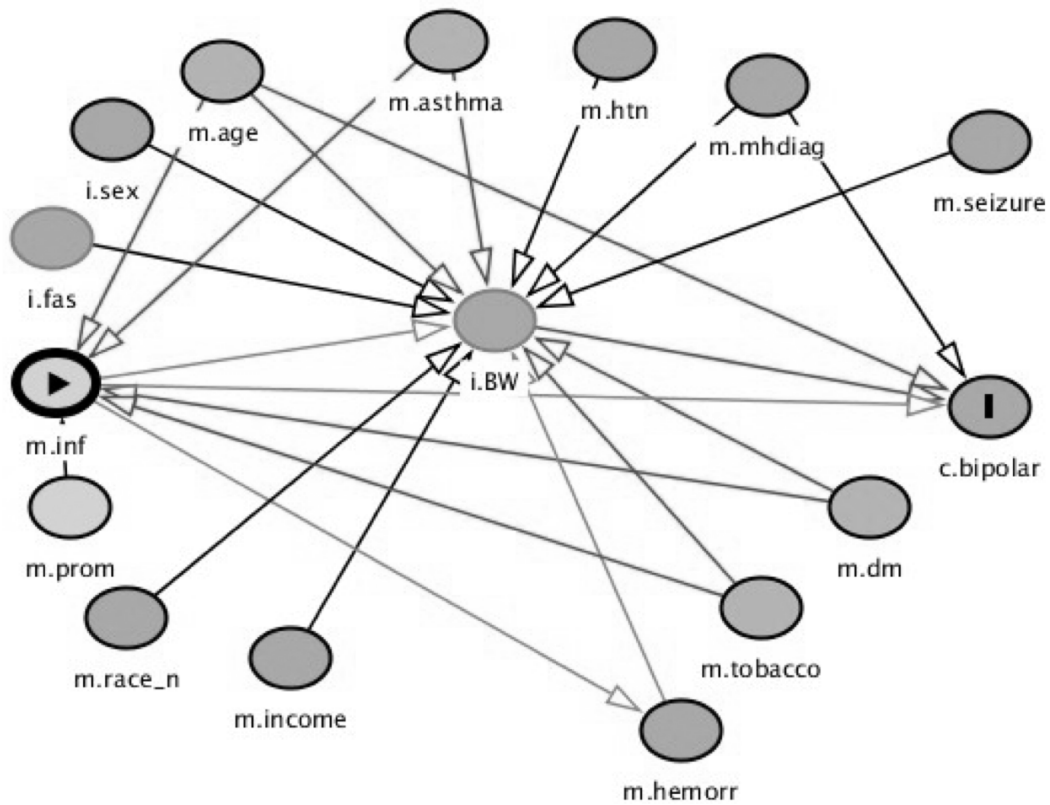 m.asthma
m.htn
m.age
m.mhdiag
i.sex
m.seizure
i.fas
i.BW
m.inf
c.bipolar
m.prom
m.dm
m.race_n
m.tobacco
m.income
m.hemorr